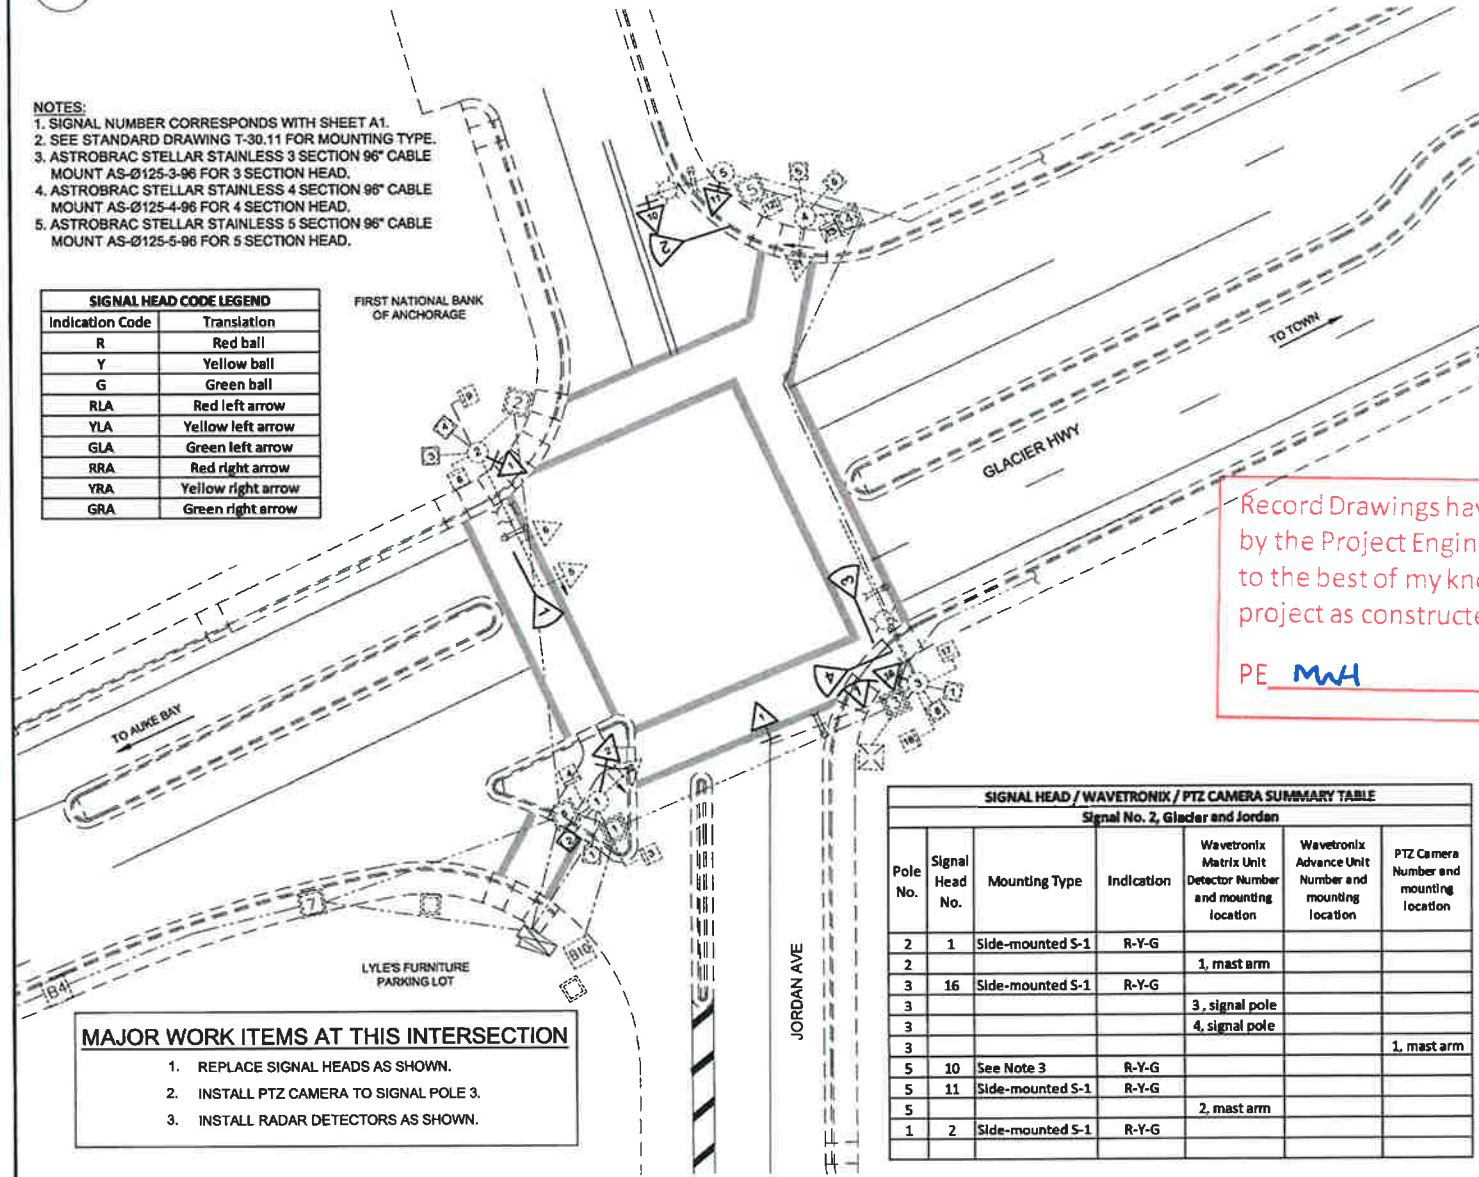 NOTES:
1. SIGNAL NUMBER CORRESPONDS WITH SHEET A1.
2. SEE STANDARD DRAWING T-30.11 FOR MOUNTING TYPE.
3. ASTROBRAC STELLAR STAINLESS 3 SECTION 96" CABLE
MOUNT AS-Ø125-3-96 FOR 3 SECTION HEAD.
4. ASTROBRAC STELLAR STAINLESS 4 SECTION 96" CABLE
MOUNT AS-Ø125-4-96 FOR 4 SECTION HEAD.
5. ASTROBRAC STELLAR STAINLESS 5 SECTION 96" CABLE
MOUNT AS-Ø125-5-96 FOR 5 SECTION HEAD.
SIGNAL HEAD CODE LEGEND
Indication Code Translation
R Red ball
Y Yellow ball
G Green ball
RLA Red left arrow
YLA Yellow left arrow
GLA Green left arrow
RRA Red right arrow
YRA Yellow right arrow
GRA Green right arrow
FIRST NATIONAL BANK
OF ANCHORAGE
TO TOWN
GLACIER HWY
TO AUKE BAY
Record Drawings hav
by the Project Engin
to the best of my kne
project as constructe
PE MWH
LYLE'S FURNITURE
PARKING LOT
JORDAN AVE
B4
B10
7
MAJOR WORK ITEMS AT THIS INTERSECTION
1. REPLACE SIGNAL HEADS AS SHOWN.
2. INSTALL PTZ CAMERA TO SIGNAL POLE 3.
3. INSTALL RADAR DETECTORS AS SHOWN.
SIGNAL HEAD / WAVETRONIX / PTZ CAMERA SUMMARY TABLE
Signal No. 2, Glacier and Jordan
Pole No. Signal Head No. Mounting Type Indication Wavetronix Matrix Unit Detector Number and mounting location Wavetronix Advance Unit Number and mounting location PTZ Camera Number and mounting location
2 1 Side-mounted S-1 R-Y-G
2 1, mast arm
3 16 Side-mounted S-1 R-Y-G
3 3, signal pole
3 4, signal pole
3 1, mast arm
5 10 See Note 3 R-Y-G
5 11 Side-mounted S-1 R-Y-G
5 2, mast arm
1 2 Side-mounted S-1 R-Y-G